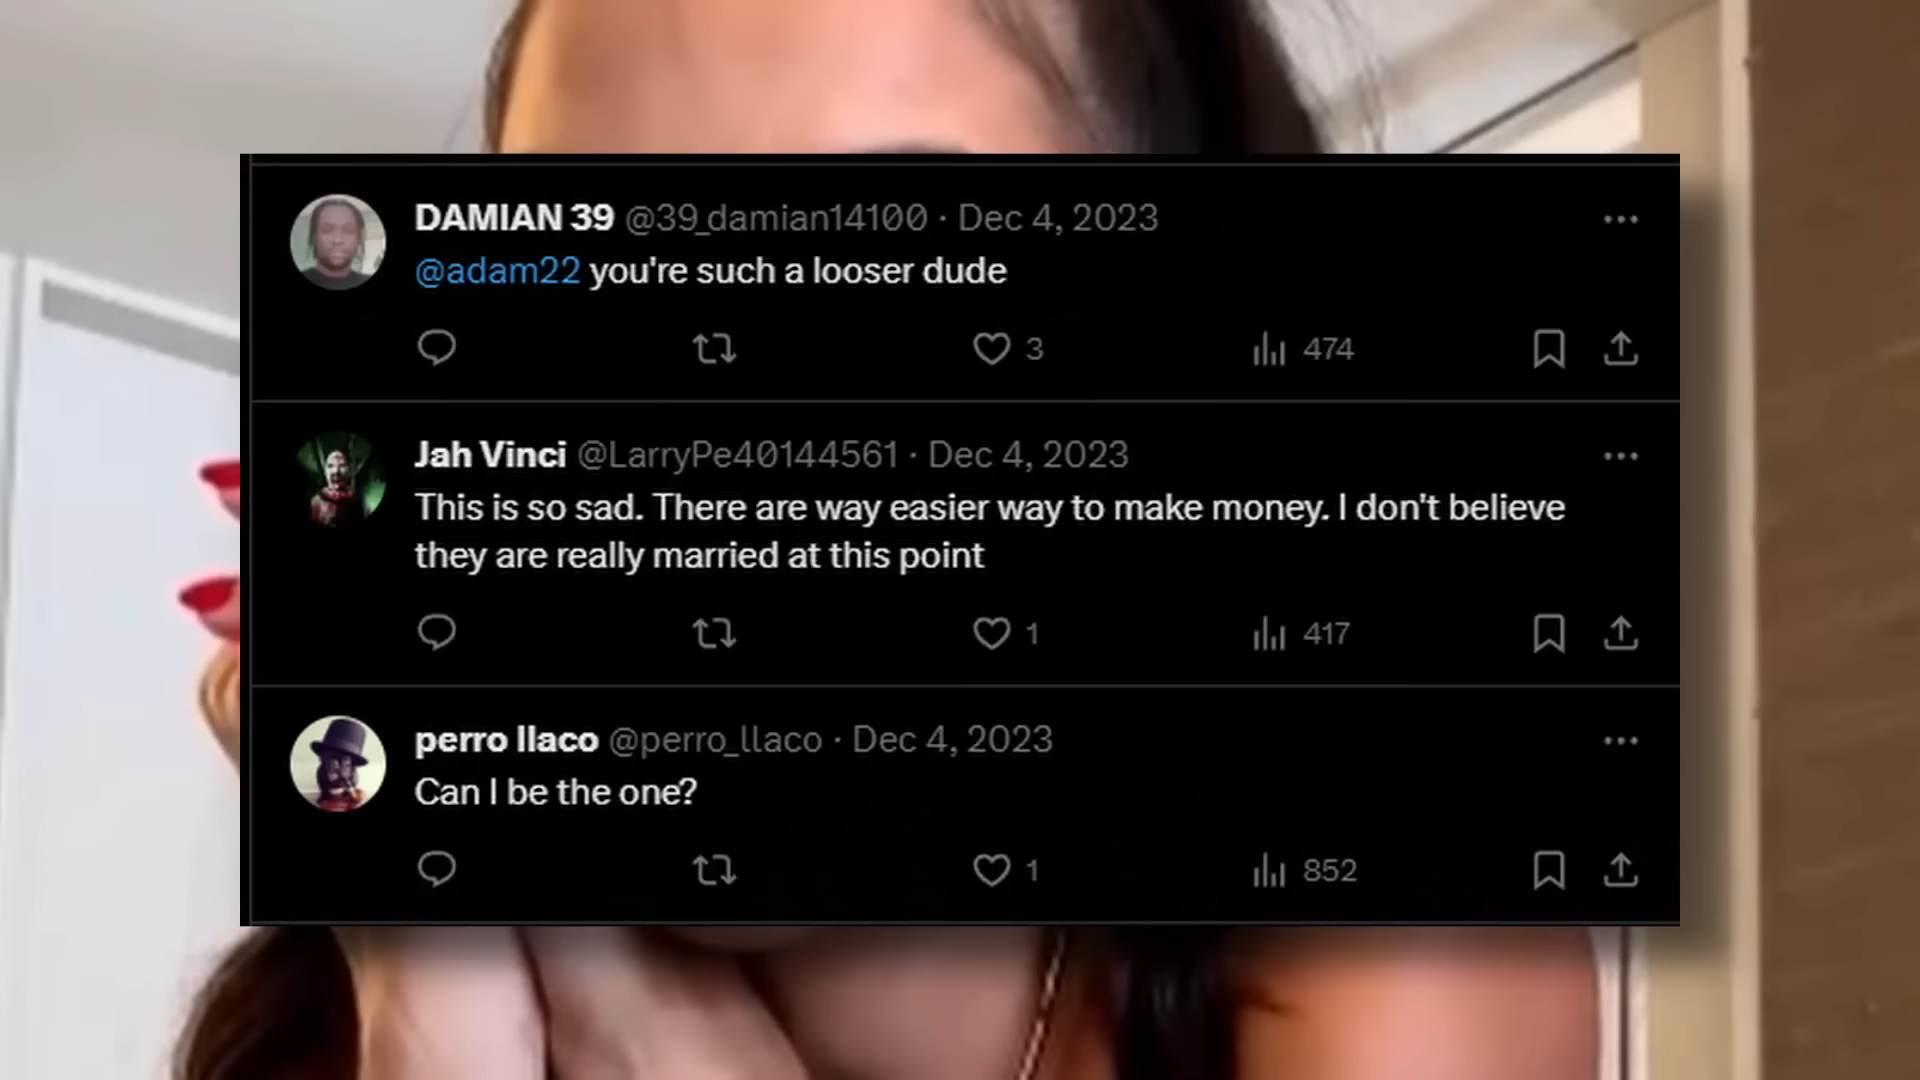 DAMIAN 39 @39_damian14100 · Dec 4, 2023
@adam22 you're such a looser dude
3 474
Jah Vinci @LarryPe40144561 · Dec 4, 2023
This is so sad. There are way easier way to make money. I don't believe
they are really married at this point
1 417
perro llaco @perro_llaco · Dec 4, 2023
Can I be the one?
1 852